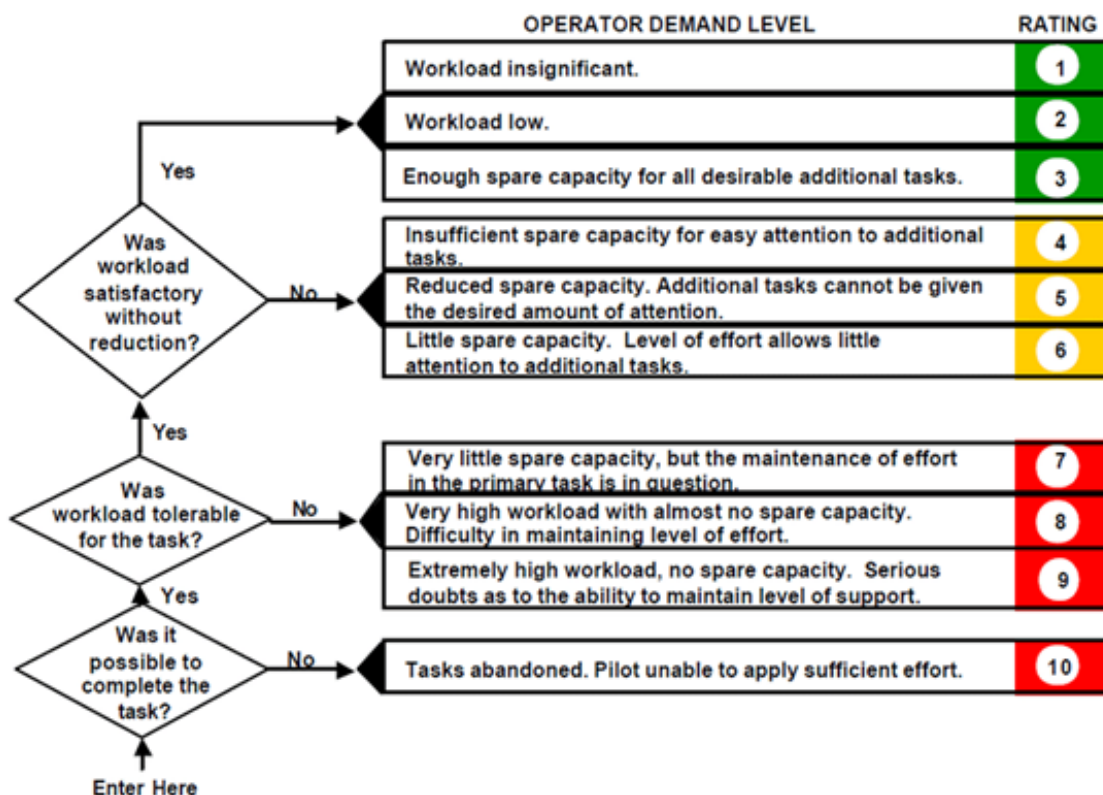 OPERATOR DEMAND LEVEL
RATING
Workload insignificant.
1
Workload low.
2
Yes
Enough spare capacity for all desirable additional tasks.
3
Was
workload
satisfactory
without
reduction?
No
Insufficient spare capacity for easy attention to additional
tasks.
4
Reduced spare capacity. Additional tasks cannot be given
the desired amount of attention.
5
Little spare capacity. Level of effort allows little
attention to additional tasks.
6
Yes
Was
workload tolerable
for the task?
No
Very little spare capacity, but the maintenance of effort
in the primary task is in question.
7
Very high workload with almost no spare capacity.
Difficulty in maintaining level of effort.
8
Extremely high workload, no spare capacity. Serious
doubts as to the ability to maintain level of support.
9
Yes
Was it
possible to
complete the
task?
No
Tasks abandoned. Pilot unable to apply sufficient effort.
10
Enter Here